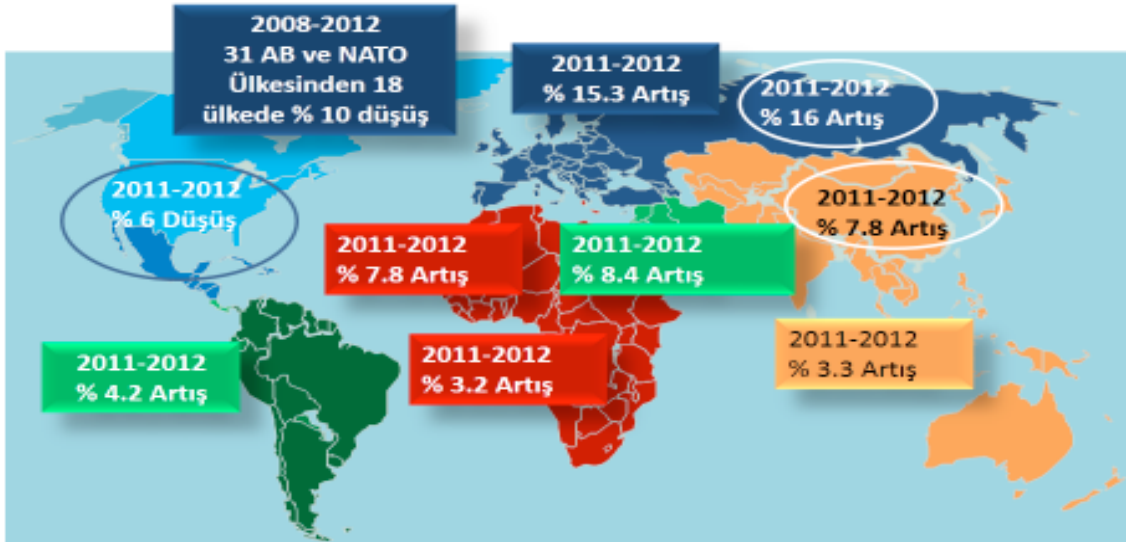 2008-2012
31 AB ve NATO
Ülkesinden 18
ülkede % 10 düşüş
2011-2012
% 15.3 Artış
2011-2012
% 16 Artış
2011-2012
% 6 Düşüş
2011-2012
% 7.8 Artış
2011-2012
% 7.8 Artış
2011-2012
% 8.4 Artış
2011-2012
% 4.2 Artış
2011-2012
% 3.2 Artış
2011-2012
% 3.3 Artış